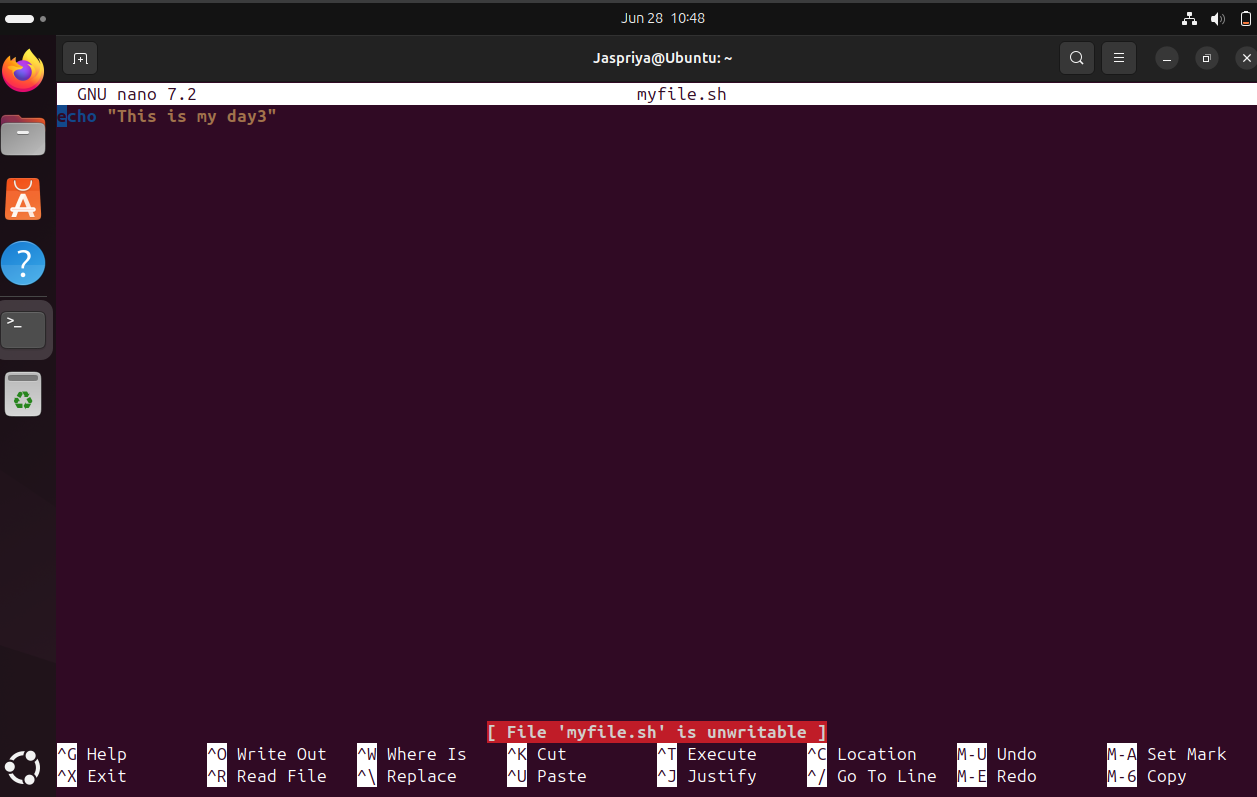 Jun 28 10:48
Jaspriya@Ubuntu: ~
GNU nano 7.2 myfile.sh
echo "This is my day3"
[ File 'myfile.sh' is unwritable ]
^G Help ^O Write Out ^W Where Is ^K Cut ^T Execute ^C Location M-U Undo M-A Set Mark
^X Exit ^R Read File ^\ Replace ^U Paste ^J Justify ^/ Go To Line M-E Redo M-6 Copy